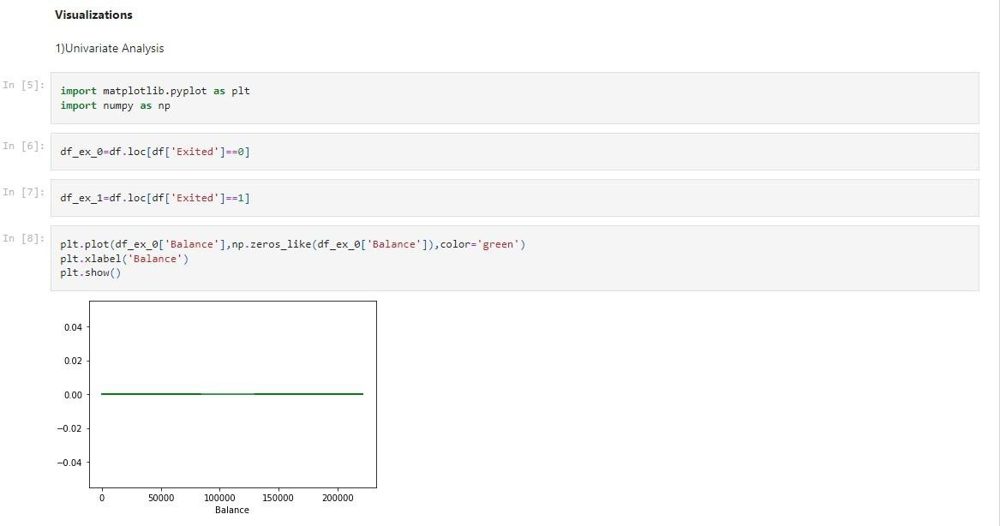 Visualizations
1)Univariate Analysis
In [5]:
import matplotlib.pyplot as plt
import numpy as np
In [6]:
df_ex_0=df.loc[df['Exited']==0]
In [7]:
df_ex_1=df.loc[df['Exited']==1]
In [8]:
plt.plot(df_ex_0['Balance'],np.zeros_like(df_ex_0['Balance']),color='green')
plt.xlabel('Balance')
plt.show()
0.04
0.02
0.00
−0.02
−0.04
0 50000 100000 150000 200000
Balance